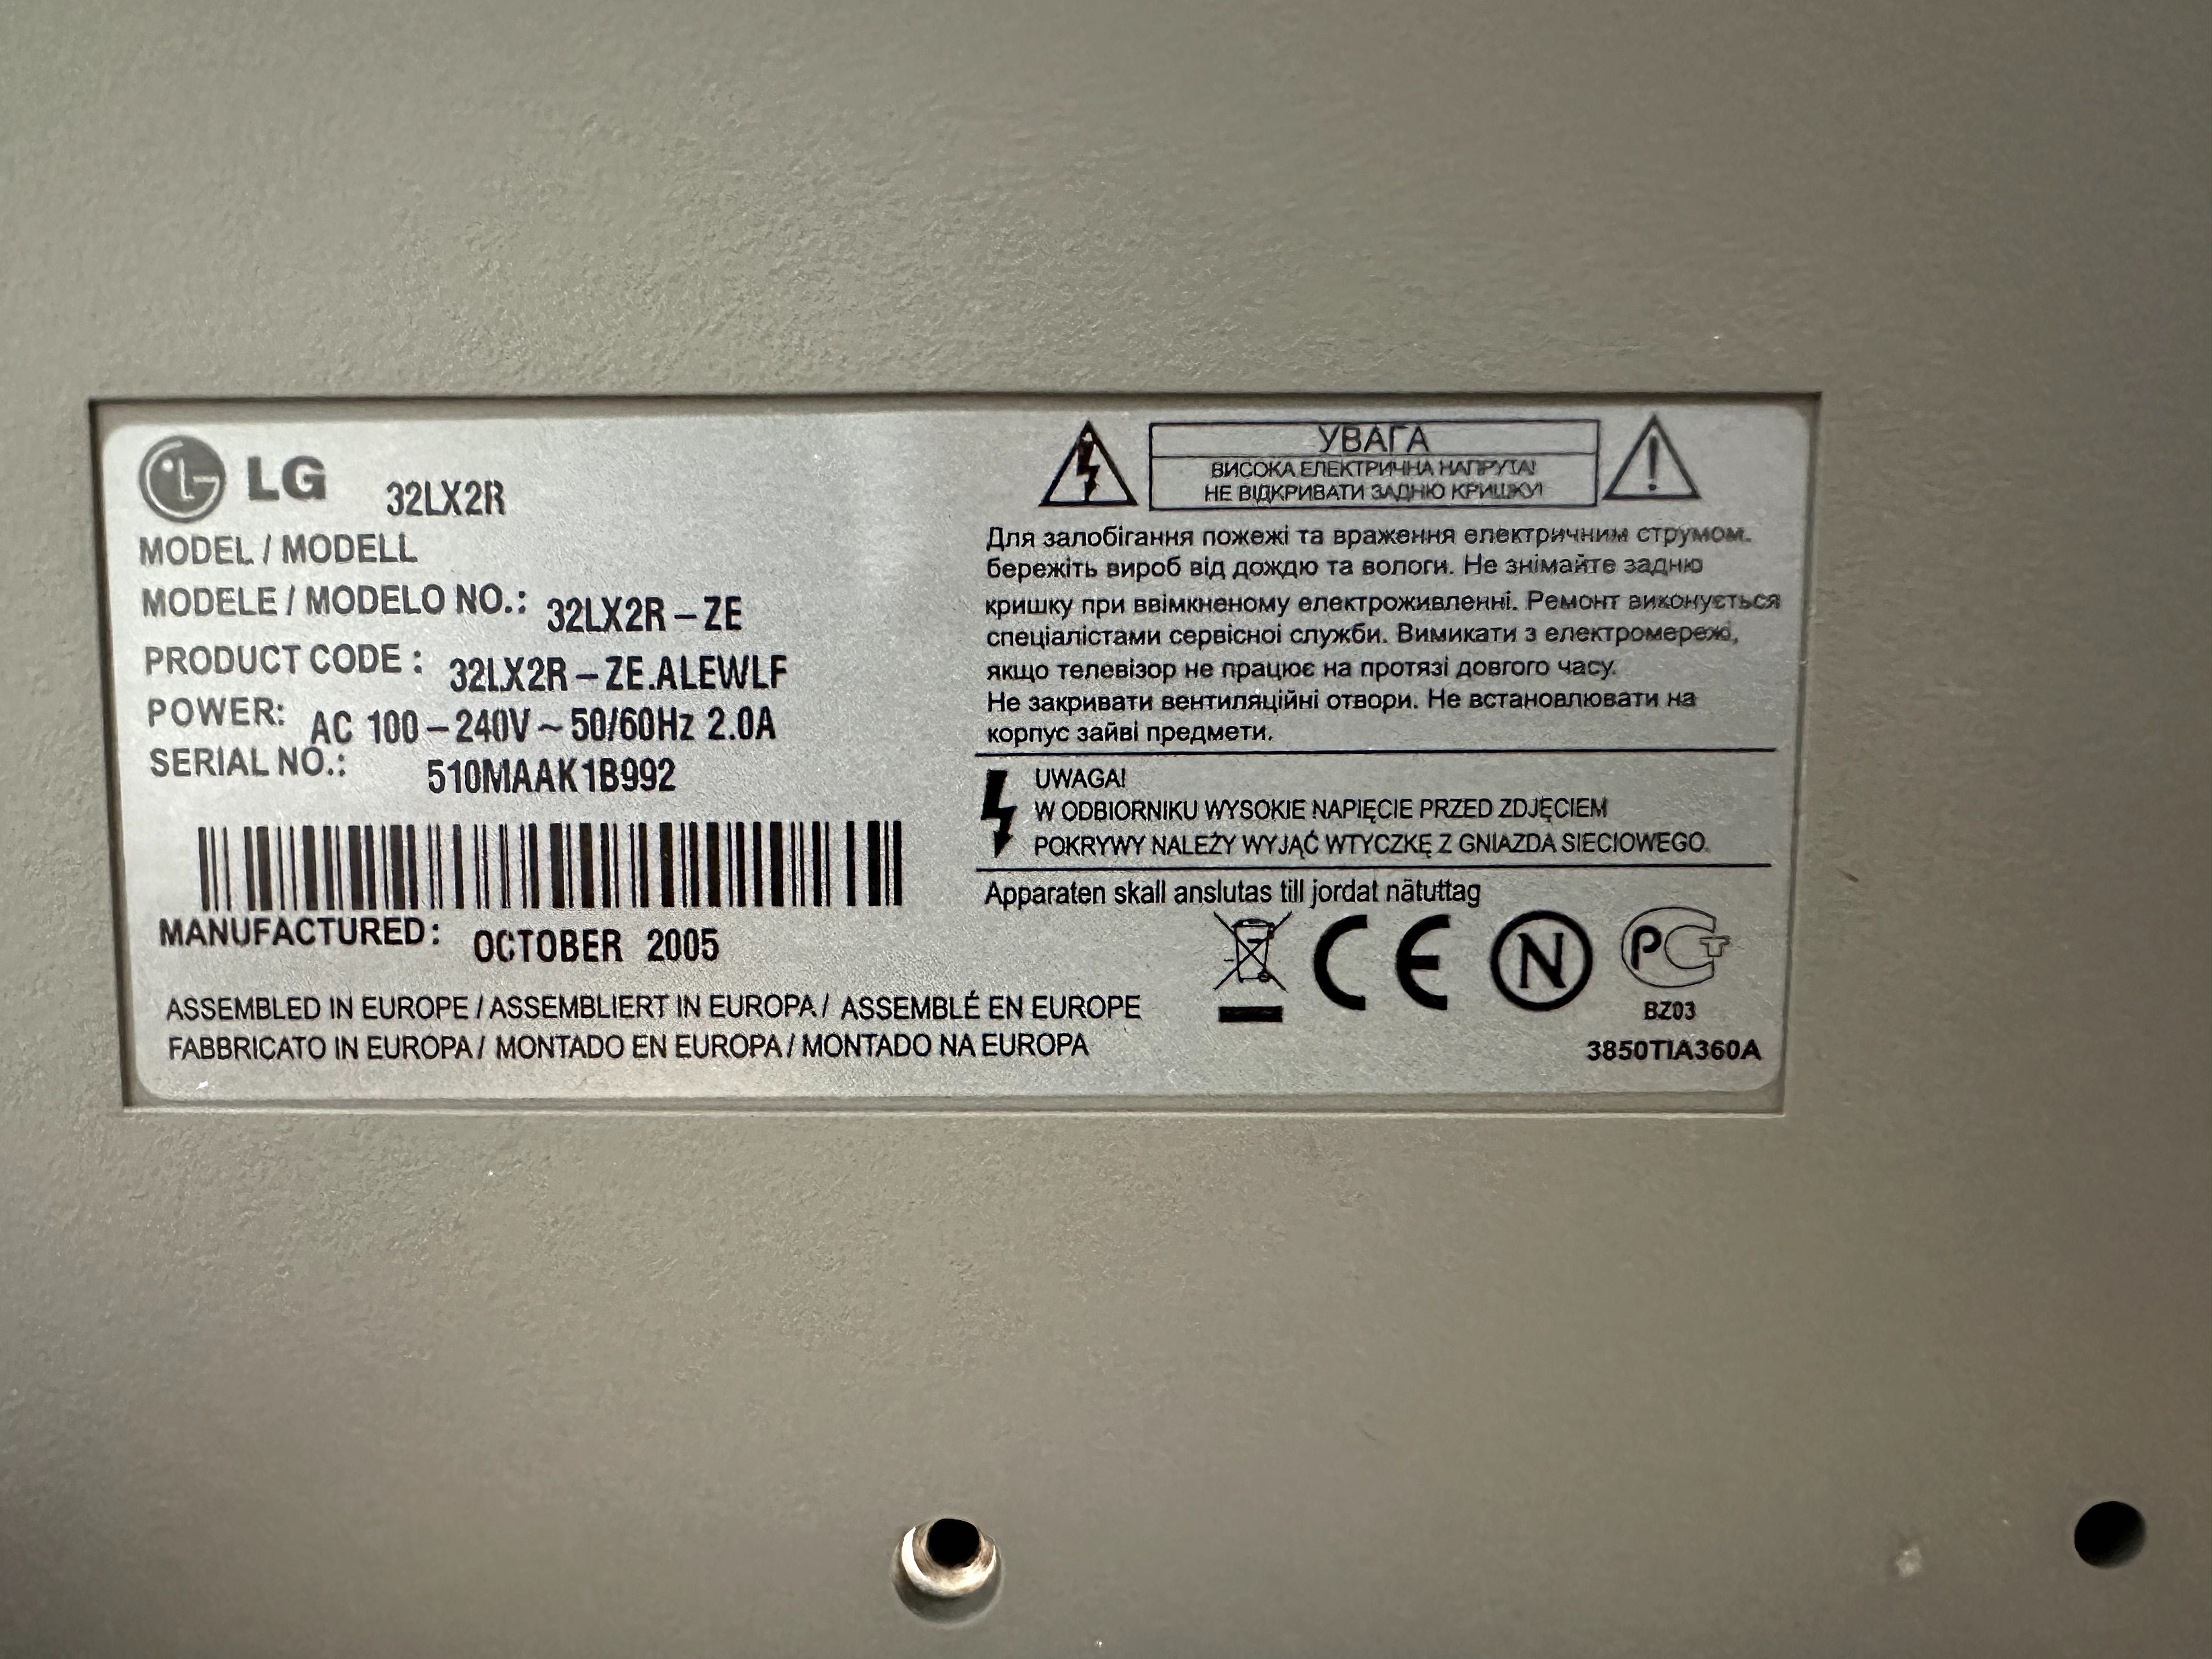 LG 32LX2R
MODEL / MODELL
MODELE / MODELO NO.: 32LX2R-ZE
PRODUCT CODE : 32LX2R-ZE.ALEWLF
POWER: AC 100-240V~50/60Hz 2.0A
SERIAL NO.: 510MAAK1B992
MANUFACTURED: OCTOBER 2005
ASSEMBLED IN EUROPE / ASSEMBLIERT IN EUROPA / ASSEMBLÉ EN EUROPE
FABBRICATO IN EUROPA / MONTADO EN EUROPA / MONTADO NA EUROPA
УВАГА
ВИСОКА ЕЛЕКТРИЧНА НАПРУГА!
НЕ ВІДКРИВАТИ ЗАДНЮ КРИШКУ!
Для залобігання пожежі та враження електричним струмом.
бережіть вироб від дождю та вологи. Не знімайте задню
кришку при ввімкненому електроживленні. Ремонт виконується
спеціалістами сервісноі служби. Вимикати з електромережі,
якщо телевізор не працює на протязі довгого часу.
Не закривати вентиляційні отвори. Не встановлювати на
корпус зайві предмети.
UWAGA!
W ODBIORNIKU WYSOKIE NAPIĘCIE PRZED ZDJĘCIEM
POKRYWY NALEŻY WYJĄĆ WTYCZKĘ Z GNIAZDA SIECIOWEGO.
Apparaten skall anslutas till jordat nätuttag
CE N РСТ
BZ03
3850TIA360A